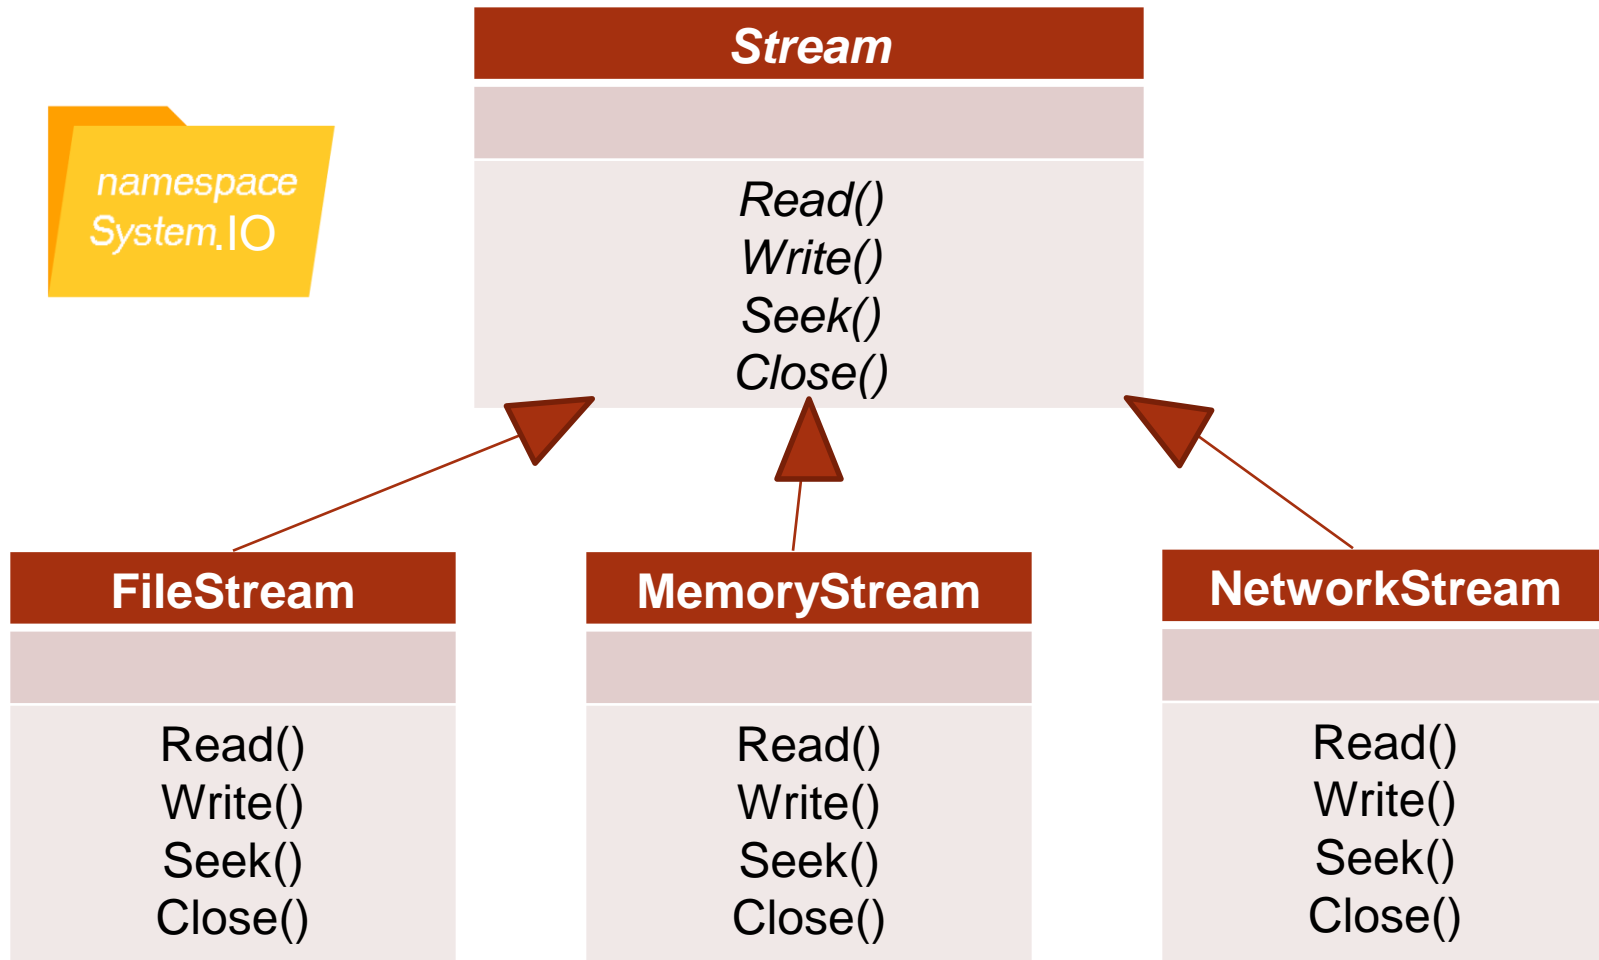 Stream
namespace
System.IO
Read()
Write()
Seek()
Close()
FileStream
Read()
Write()
Seek()
Close()
MemoryStream
Read()
Write()
Seek()
Close()
NetworkStream
Read()
Write()
Seek()
Close()